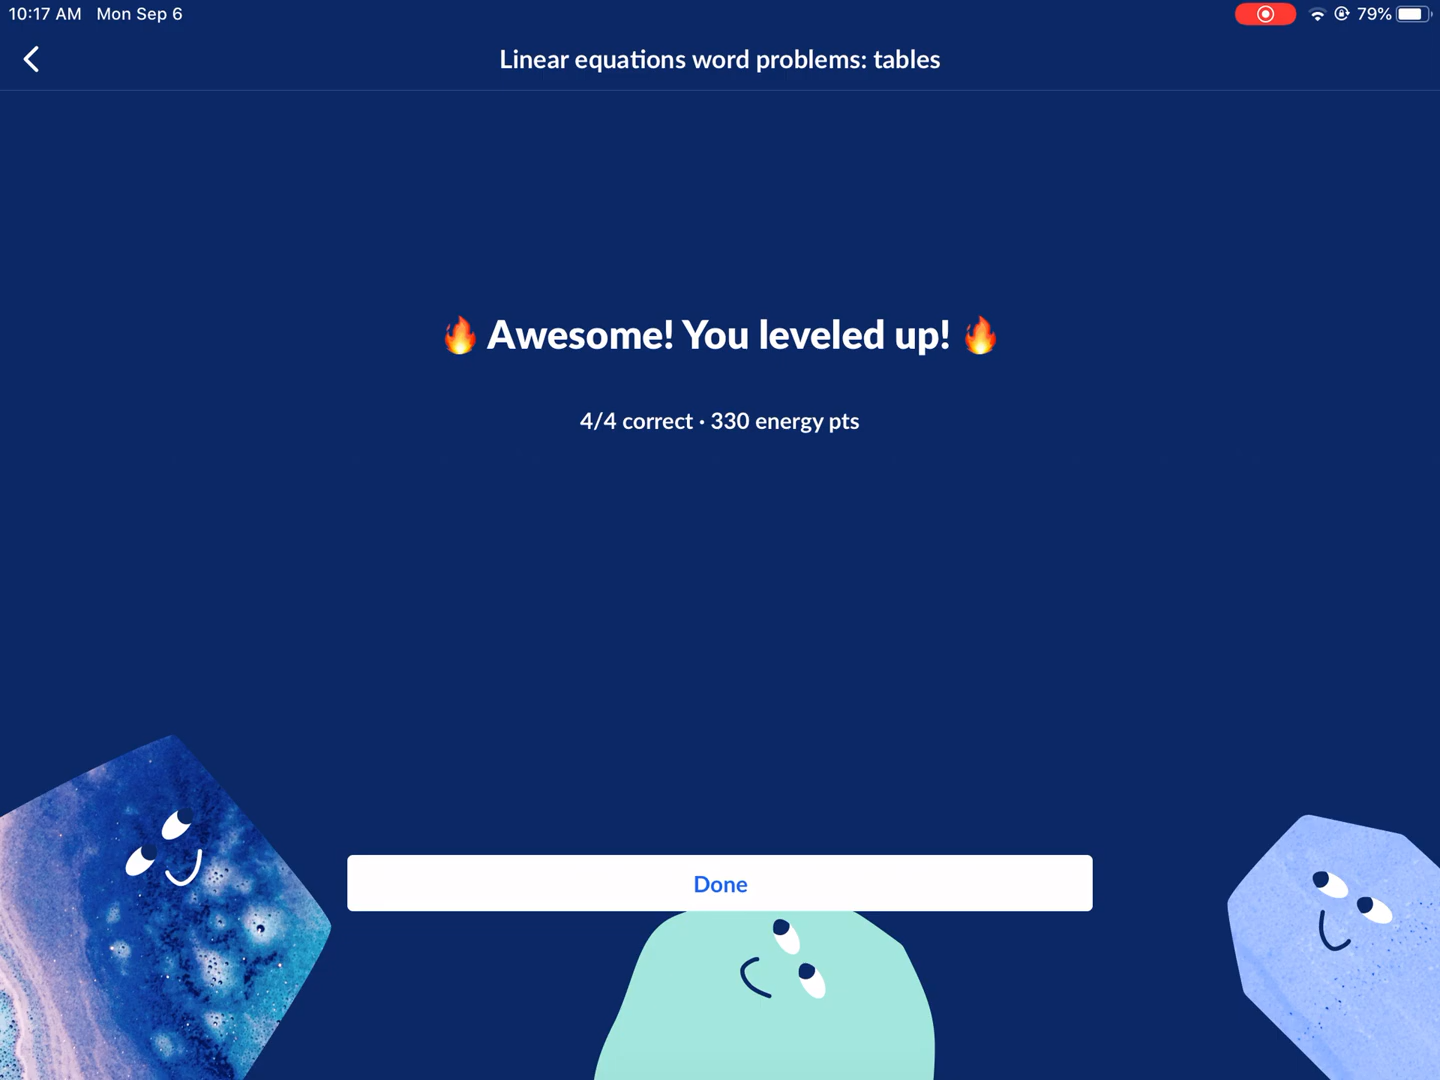 10:17 AM Mon Sep 6
79%
Linear equations word problems: tables
🔥 Awesome! You leveled up! 🔥
4/4 correct · 330 energy pts
Done